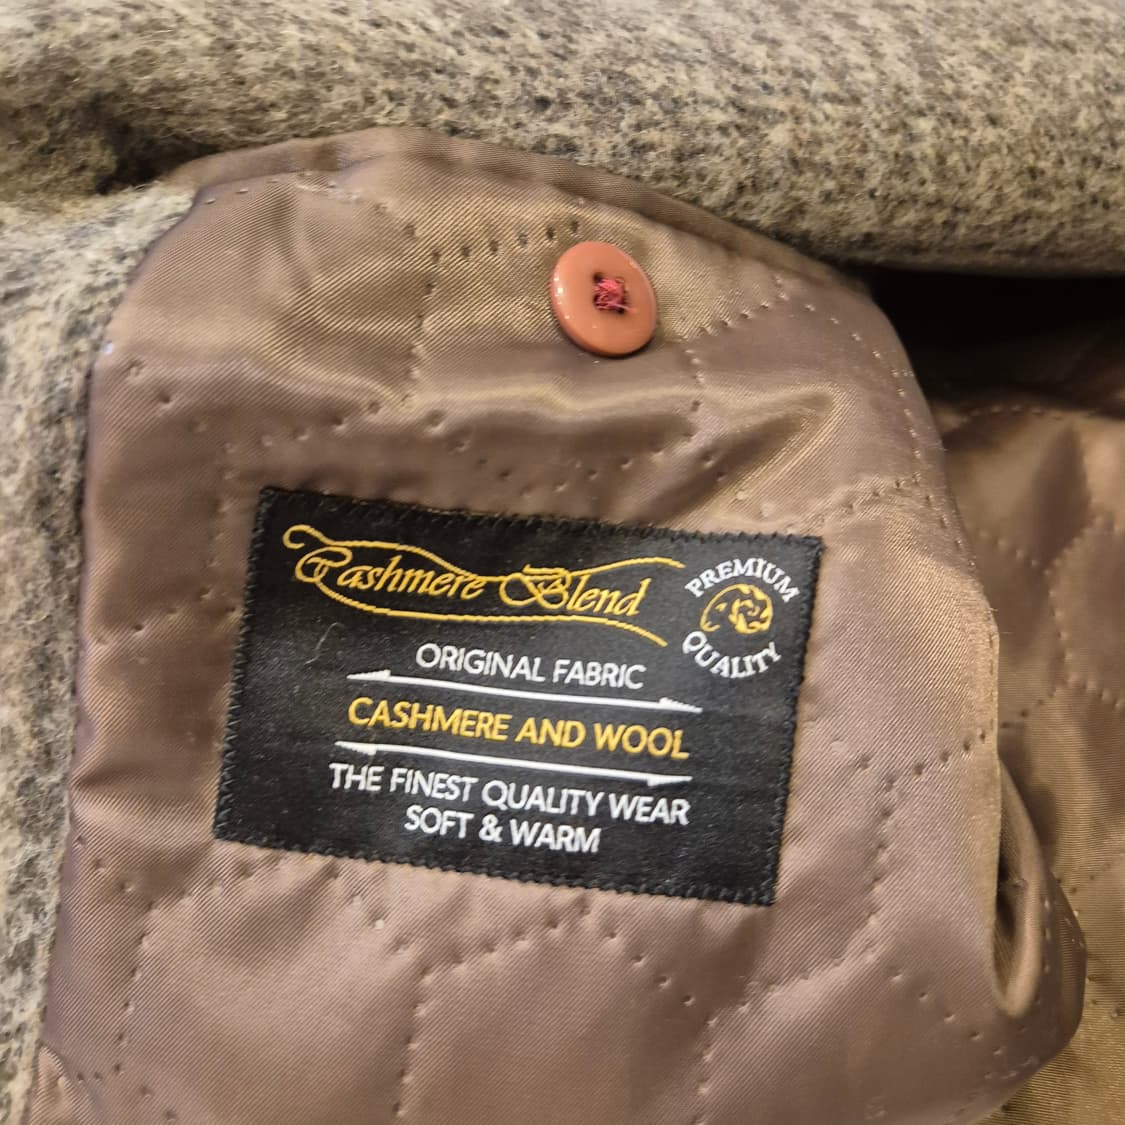 Cashmere Blend
PREMIUM
QUALITY
ORIGINAL FABRIC
CASHMERE AND WOOL
THE FINEST QUALITY WEAR
SOFT & WARM